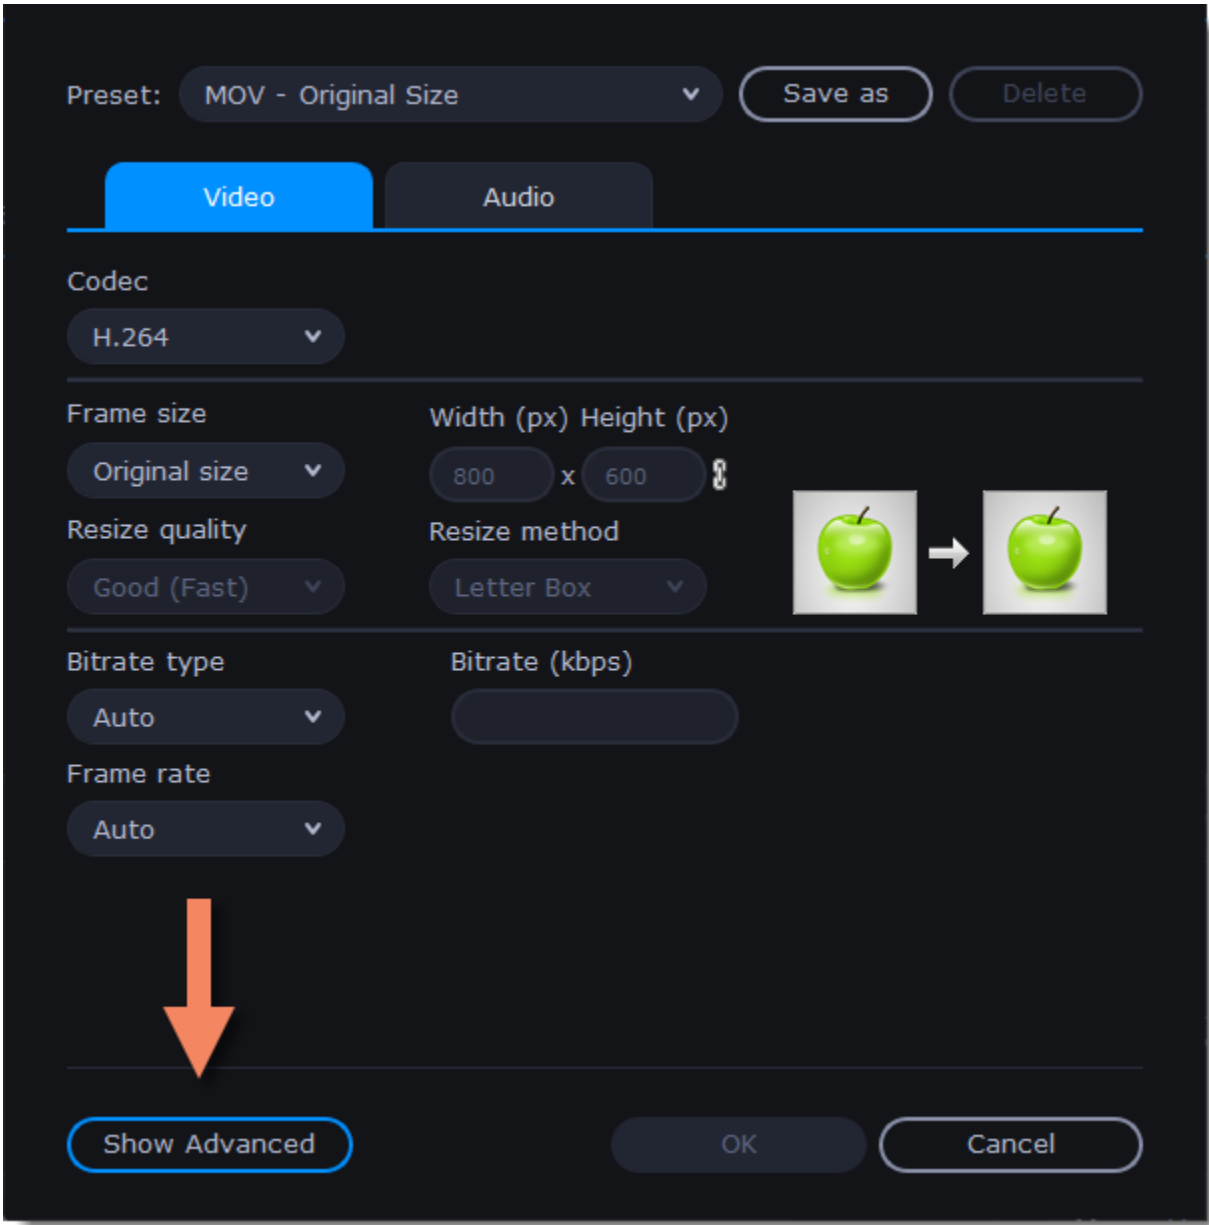 Preset: MOV - Original Size Save as Delete
Video Audio
Codec
H.264
Frame size Width (px) Height (px)
Original size 800 x 600
Resize quality Resize method
Good (Fast) Letter Box
Bitrate type Bitrate (kbps)
Auto
Frame rate
Auto
Show Advanced OK Cancel